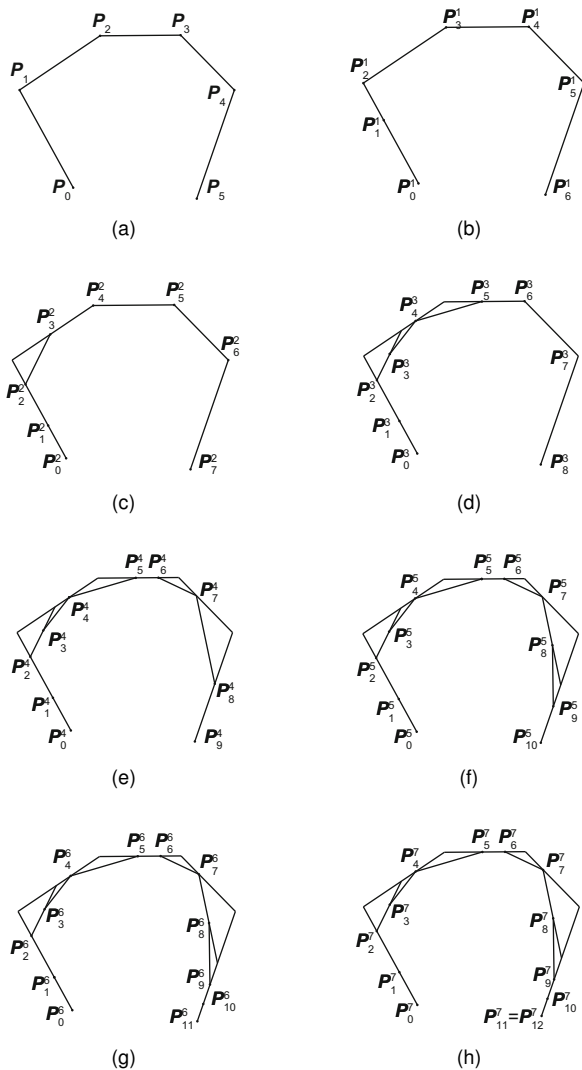 P₂ P₃
P₁
P₄
P₀ P₅
(a)
P¹₃ P¹₄
P¹₂
P¹₅
P¹₁
P¹₀ P¹₆
(b)
P²₄ P²₅
P²₃
P²₆
P²₂
P²₁
P²₀ P²₇
(c)
P³₅ P³₆
P³₄
P³₇
P³₃
P³₂
P³₁
P³₀ P³₈
(d)
P⁴₅ P⁴₆
P⁴₇
P⁴₄
P⁴₃
P⁴₂
P⁴₈
P⁴₁
P⁴₀ P⁴₉
(e)
P⁵₅ P⁵₆
P⁵₄ P⁵₇
P⁵₃
P⁵₈
P⁵₂
P⁵₁ P⁵₉
P⁵₀ P⁵₁₀
(f)
P⁶₅ P⁶₆
P⁶₄ P⁶₇
P⁶₃
P⁶₈
P⁶₂
P⁶₉
P⁶₁
P⁶₁₀
P⁶₀ P⁶₁₁
(g)
P⁷₅ P⁷₆
P⁷₄ P⁷₇
P⁷₃
P⁷₈
P⁷₂
P⁷₉
P⁷₁
P⁷₁₀
P⁷₀ P⁷₁₁=P⁷₁₂
(h)